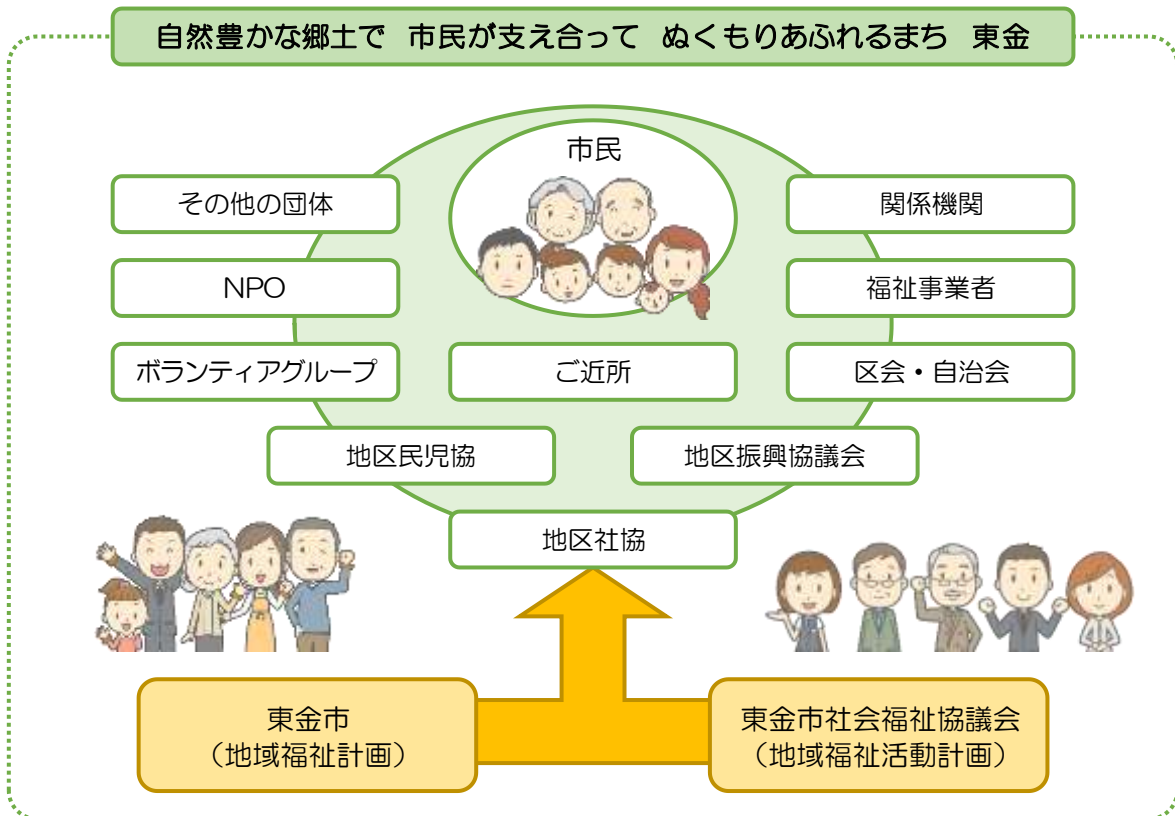 自然豊かな郷土で 市民が支え合って ぬくもりあふれるまち 東金
市民
その他の団体
関係機関
NPO
福祉事業者
ボランティアグループ
ご近所
区会・自治会
地区民児協
地区振興協議会
地区社協
東金市
（地域福祉計画）
東金市社会福祉協議会
（地域福祉活動計画）